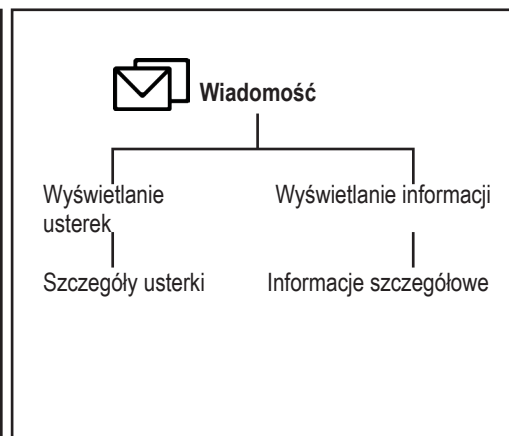 Wiadomość
Wyświetlanie
usterek
Wyświetlanie informacji
Szczegóły usterki
Informacje szczegółowe